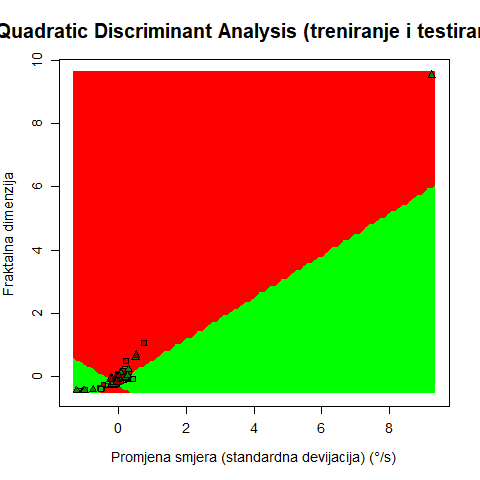 Quadratic Discriminant Analysis (treniranje i testiran
Fraktalna dimenzija
10
8
6
4
2
0
0 2 4 6 8
Promjena smjera (standardna devijacija) (°/s)